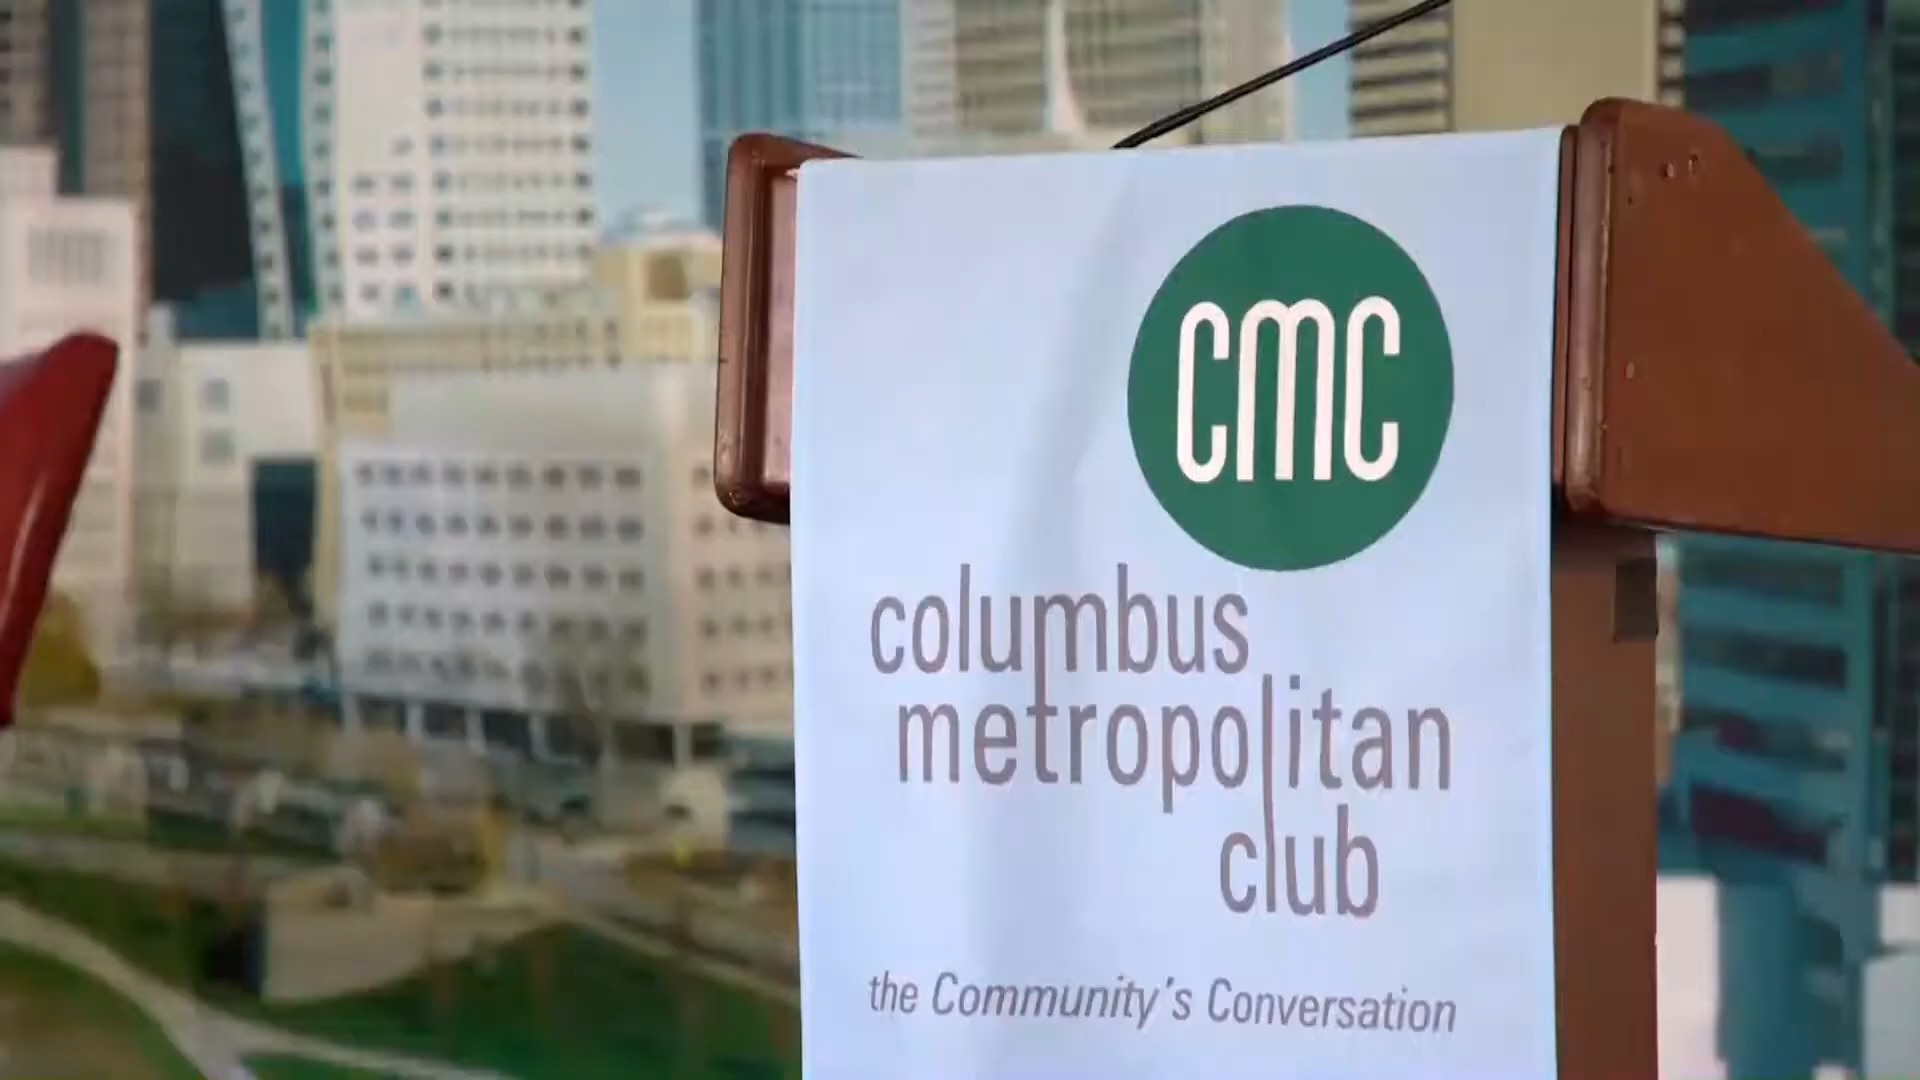 cmc
columbus
metropolitan
club
the Community's Conversation